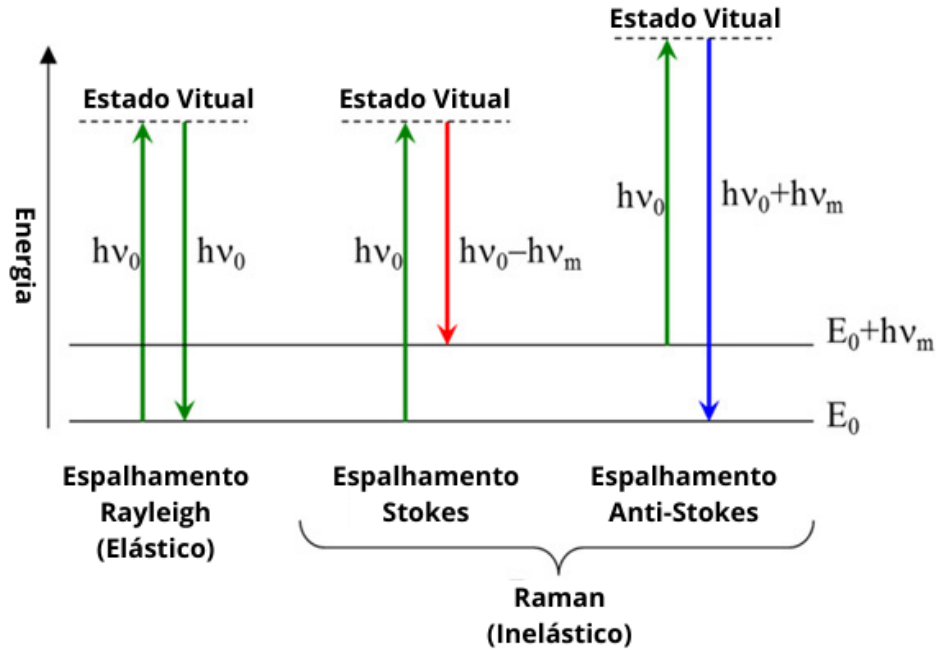 Estado Vitual
Estado Vitual
Estado Vitual
Energia
hν₀
hν₀
hν₀
hν₀–hνₘ
hν₀
hν₀+hνₘ
E₀+hνₘ
E₀
Espalhamento
Rayleigh
(Elástico)
Espalhamento
Stokes
Espalhamento
Anti-Stokes
Raman
(Inelástico)